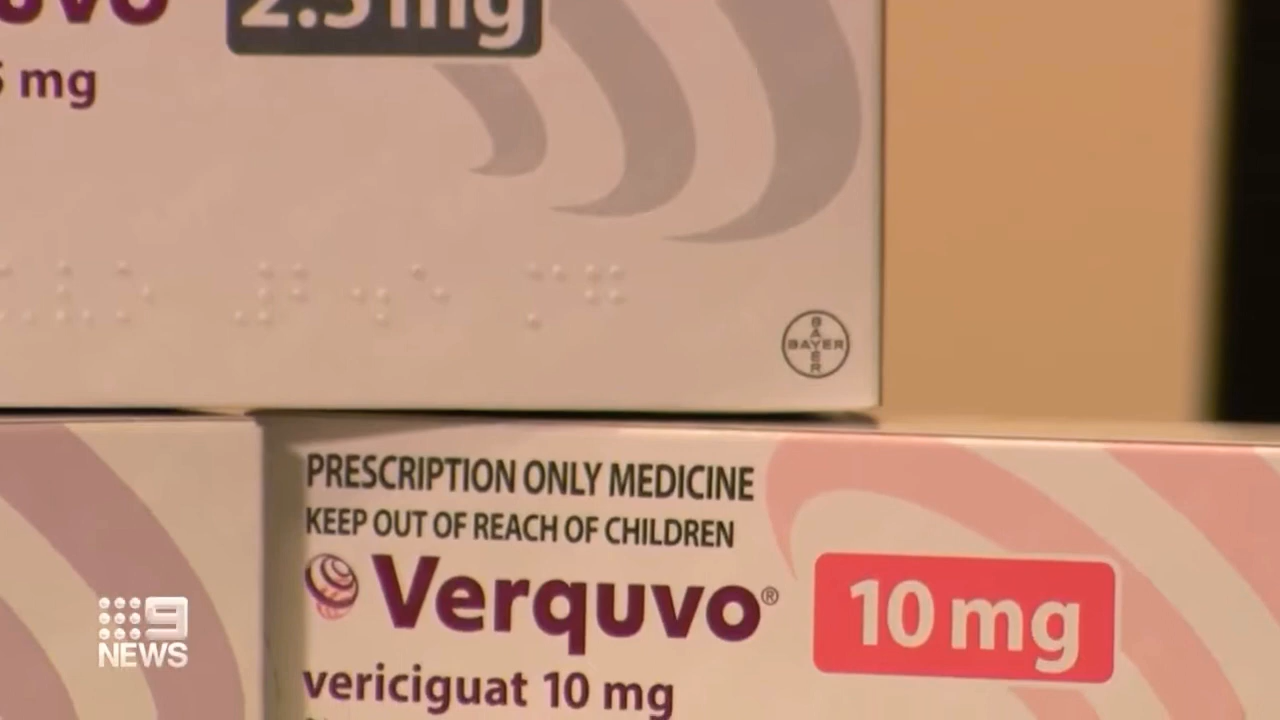 2.5 mg
mg
BAYER
BAYER
PRESCRIPTION ONLY MEDICINE
KEEP OUT OF REACH OF CHILDREN
Verquvo®
10 mg
vericiguat 10 mg
9
NEWS